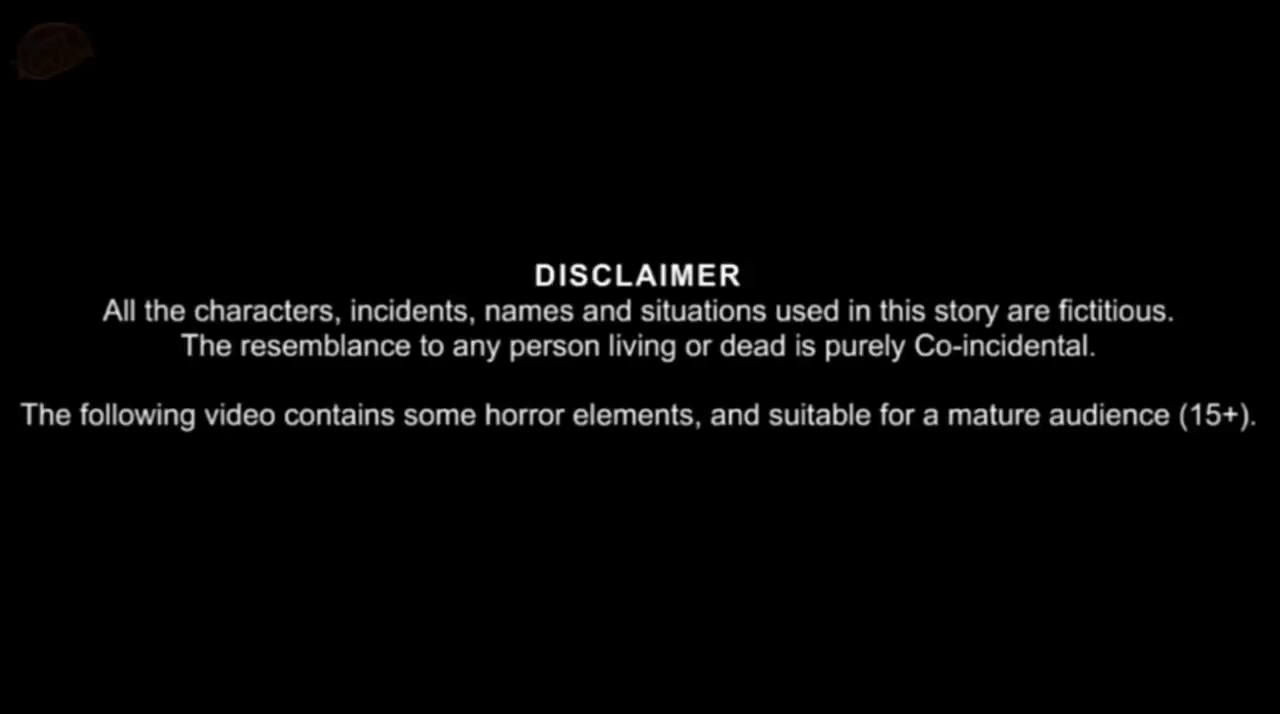 DISCLAIMER
All the characters, incidents, names and situations used in this story are fictitious.
The resemblance to any person living or dead is purely Co-incidental.
The following video contains some horror elements, and suitable for a mature audience (15+).